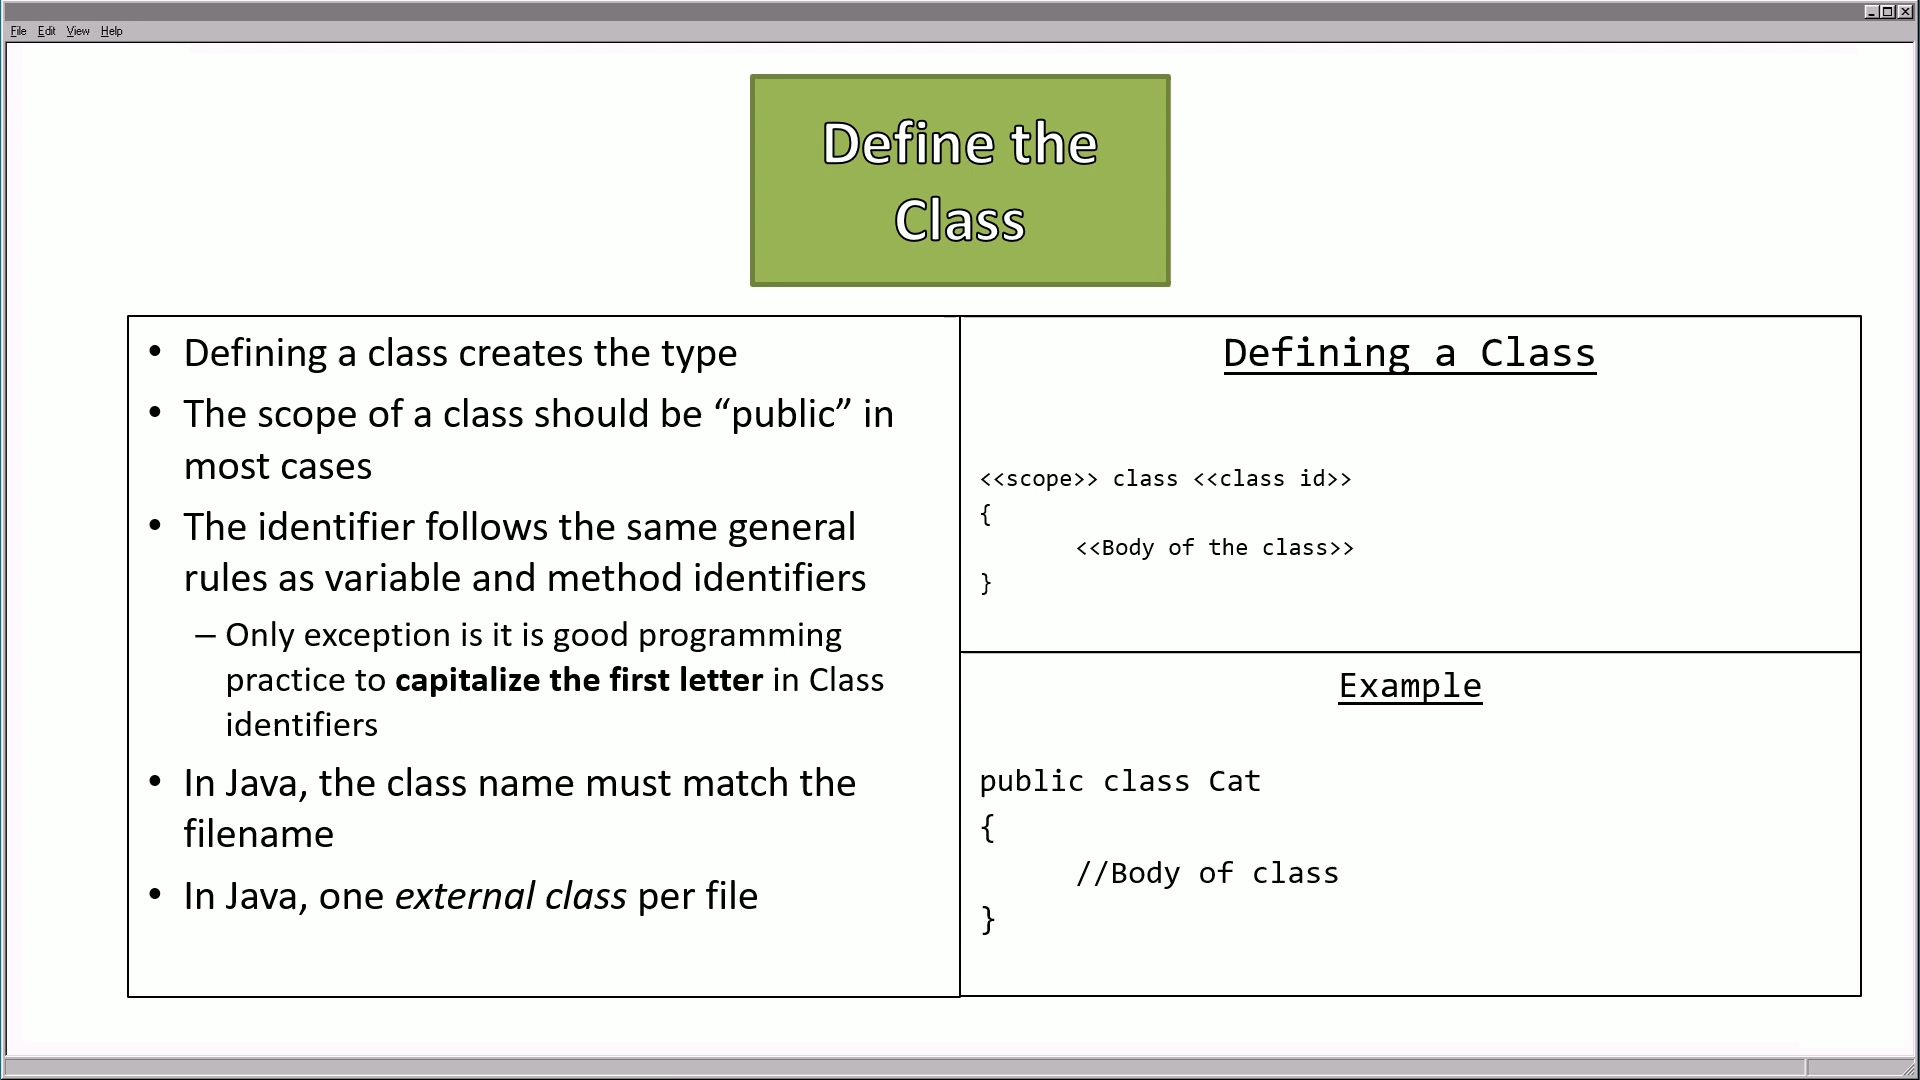 File Edit View Help
Define the
Class
• Defining a class creates the type
• The scope of a class should be “public” in
most cases
• The identifier follows the same general
rules as variable and method identifiers
– Only exception is it is good programming
practice to capitalize the first letter in Class
identifiers
• In Java, the class name must match the
filename
• In Java, one external class per file
Defining a Class
<<scope>> class <<class id>>
{
<<Body of the class>>
}
Example
public class Cat
{
//Body of class
}